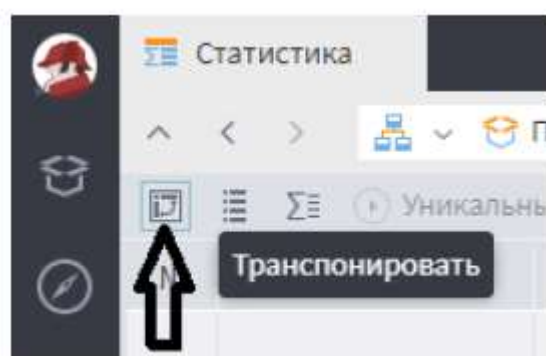 Статистика
П
Уникальны
Транспонировать
N